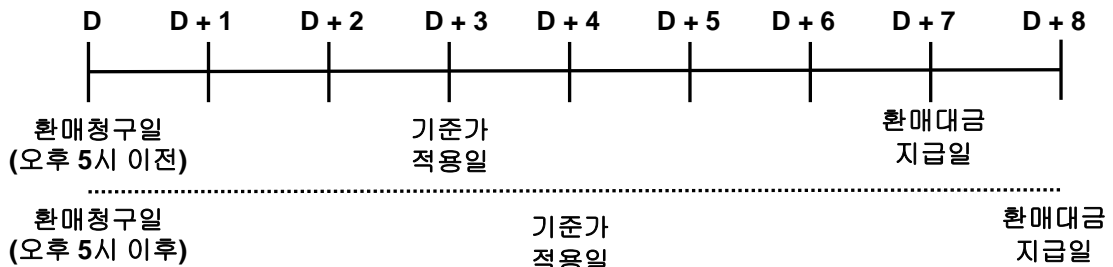 D D + 1 D + 2 D + 3 D + 4 D + 5 D + 6 D + 7 D + 8
환매청구일 기준가 환매대금
(오후 5시 이전) 적용일 지급일
환매청구일 기준가 환매대금
(오후 5시 이후) 적용일 지급일